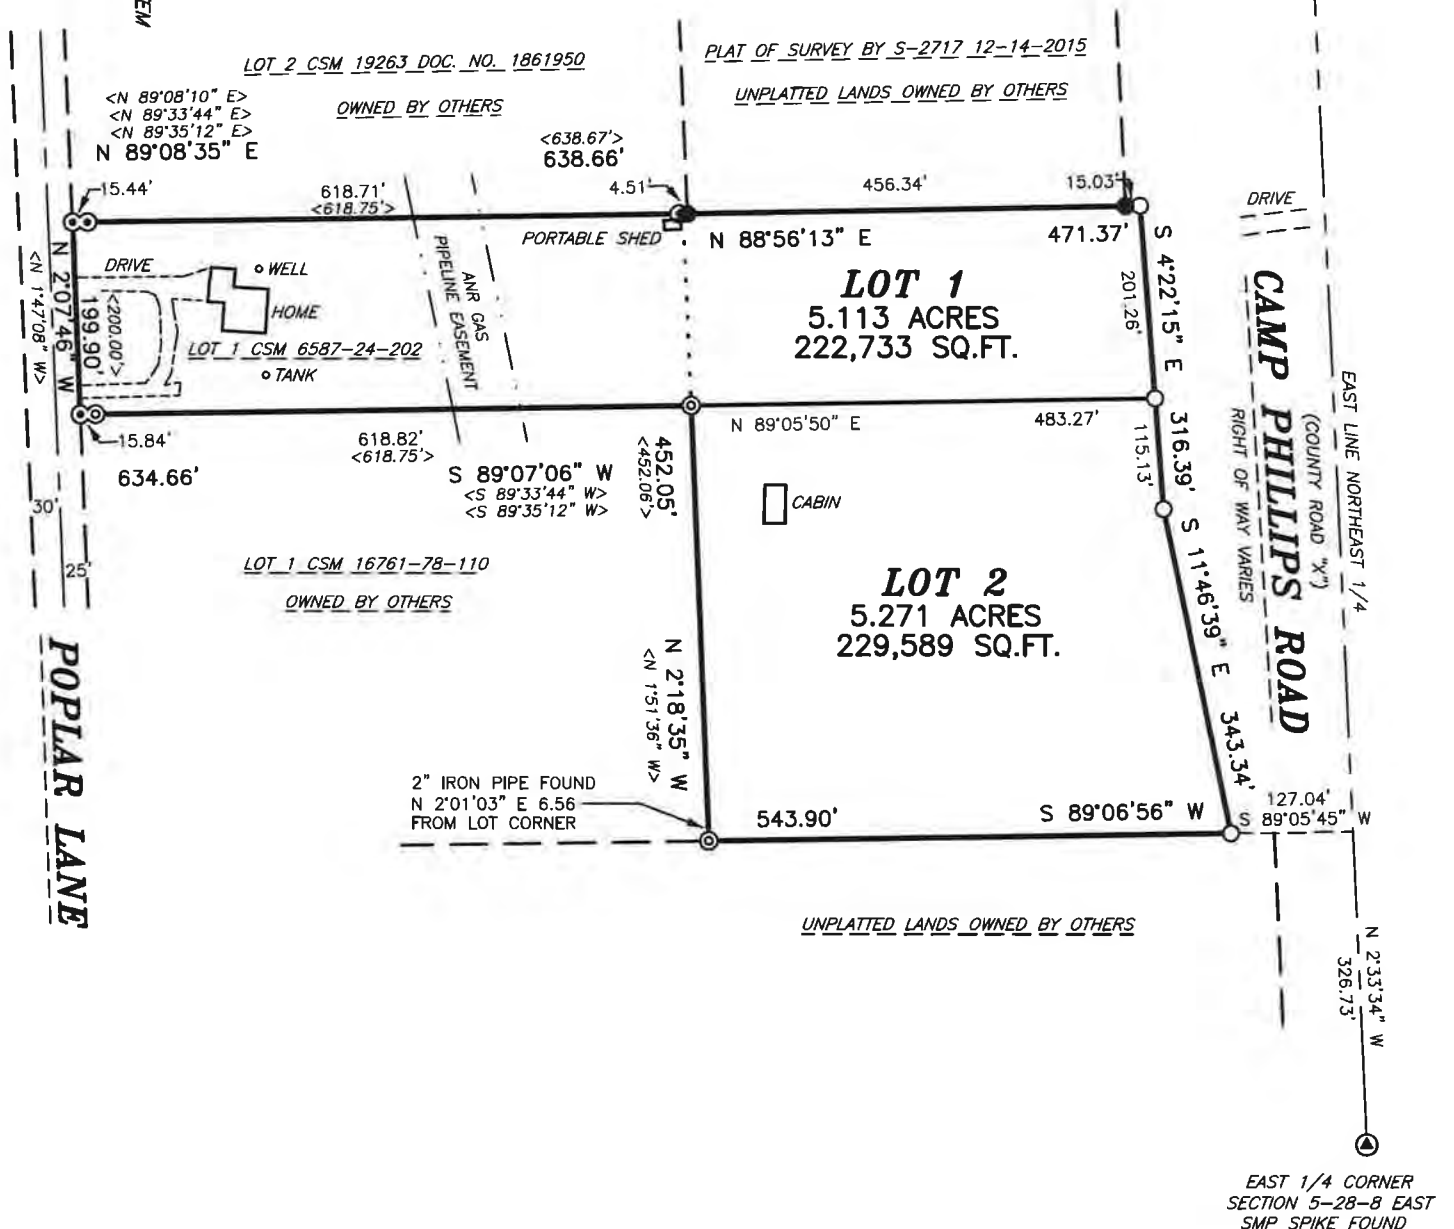 EM
LOT 2 CSM 19263 DOC. NO. 1861950
OWNED BY OTHERS
PLAT OF SURVEY BY S-2717 12-14-2015
UNPLATTED LANDS OWNED BY OTHERS
<N 89°08'10" E>
<N 89°33'44" E>
<N 89°35'12" E>
N 89°08'35" E
<638.67'>
638.66'
15.44'
618.71'
<618.75'>
4.51'
456.34'
15.03'
DRIVE
PORTABLE SHED
N 88°56'13" E
471.37'
N 2°07'46" W
<N 1°47'08" W>
199.90'
<200.00'>
DRIVE
WELL
HOME
LOT 1 CSM 6587-24-202
TANK
ANR GAS
PIPELINE EASEMENT
LOT 1
5.113 ACRES
222,733 SQ.FT.
S 4°22'15" E
201.26'
316.39'
115.13'
CAMP PHILLIPS ROAD
(COUNTY ROAD "X")
RIGHT OF WAY VARIES
EAST LINE NORTHEAST 1/4
15.84'
634.66'
618.82'
<618.75'>
S 89°07'06" W
<S 89°33'44" W>
<S 89°35'12" W>
N 89°05'50" E
483.27'
452.05'
<452.06'>
CABIN
30'
25'
LOT 1 CSM 16761-78-110
OWNED BY OTHERS
LOT 2
5.271 ACRES
229,589 SQ.FT.
S 11°46'39" E
343.34'
N 2°18'35" W
<N 1°51'36" W>
POPLAR LANE
2" IRON PIPE FOUND
N 2°01'03" E 6.56
FROM LOT CORNER
543.90'
S 89°06'56" W
127.04'
S 89°05'45" W
UNPLATTED LANDS OWNED BY OTHERS
N 2°33'34" W
326.73'
EAST 1/4 CORNER
SECTION 5-28-8 EAST
SMP SPIKE FOUND